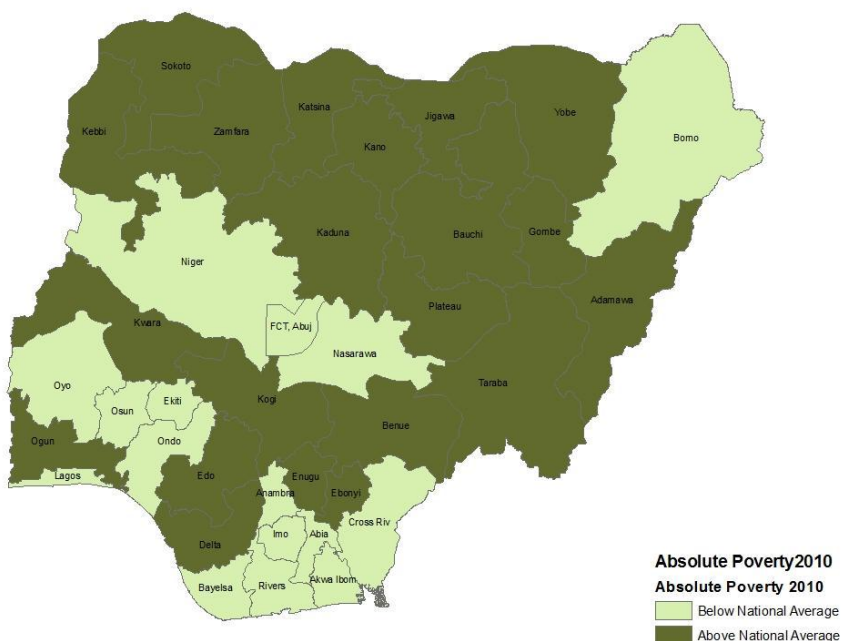 Sokoto
Katsina
Jigawa
Yobe
Borno
Kebbi
Zamfara
Kano
Kaduna
Bauchi
Gombe
Niger
Plateau
Adamawa
Kwara
FCT, Abuj
Nasarawa
Taraba
Oyo
Kogi
Osun
Ekiti
Benue
Ogun
Ondo
Lagos
Edo
Enugu
Ebonyi
Anambra
Cross Riv
Delta
Imo
Abia
Bayelsa
Rivers
Akwa Ibom
Absolute Poverty2010
Absolute Poverty 2010
Below National Average
Above National Average